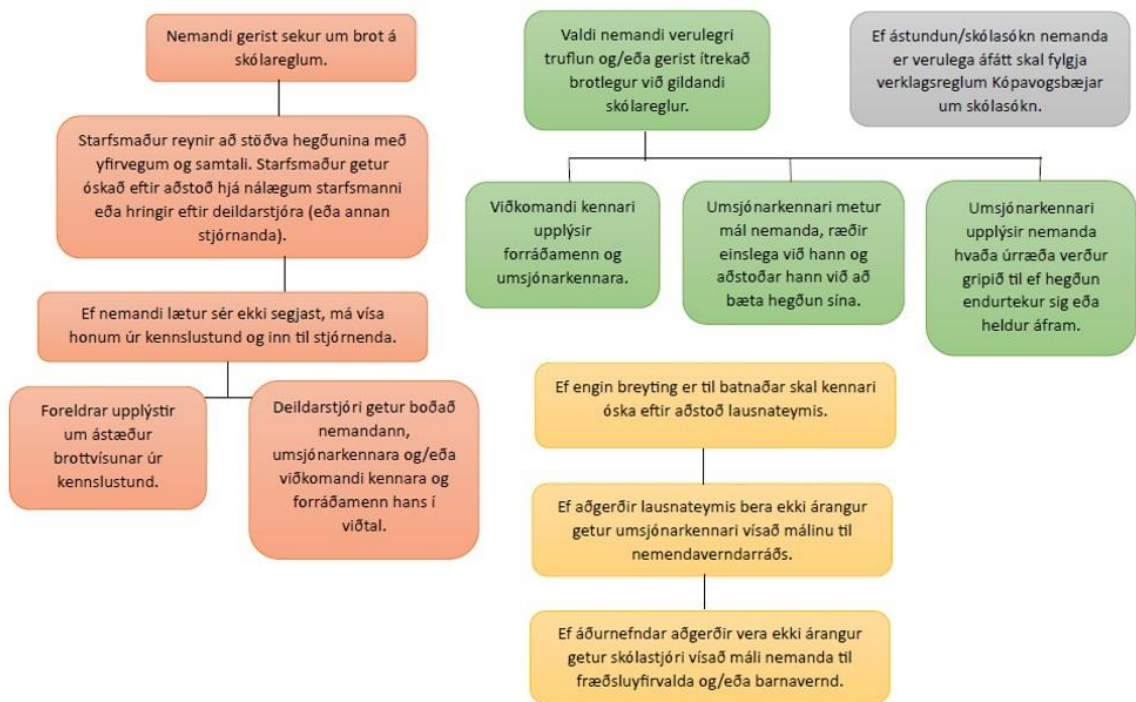 Nemandi gerist sekur um brot á
skólareglum.
Starfsmaður reynir að stöðva hegðunina með
yfirvegum og samtali. Starfsmaður getur
óskað eftir aðstoð hjá nálægum starfsmanni
eða hringir eftir deildarstjóra (eða annan
stjórnanda).
Ef nemandi lætur sér ekki segjast, má vísa
honum úr kennslustund og inn til stjórnenda.
Foreldrar upplýstir
um ástæður
brottvísunar úr
kennslustund.
Deildarstjóri getur boðað
nemandann,
umsjónarkennara og/eða
viðkomandi kennara og
forráðamenn hans í
viðtal.
Valdi nemandi verulegri
truflun og/eða gerist ítrekað
brotlegur við gildandi
skólareglur.
Viðkomandi kennari
upplýsir
forráðamenn og
umsjónarkennara.
Umsjónarkennari metur
mál nemanda, ræðir
einslega við hann og
aðstoðar hann við að
bæta hegðun sína.
Umsjónarkennari
upplýsir nemanda
hvaða úrræða verður
gripið til ef hegðun
endurtekur sig eða
heldur áfram.
Ef ástundun/skólasókn nemanda
er verulega áfátt skal fylgja
verklagsreglum Kópavogsbæjar
um skólasókn.
Ef engin breyting er til batnaðar skal kennari
óska eftir aðstoð lausnateymis.
Ef aðgerðir lausnateymis bera ekki árangur
getur umsjónarkennari vísað málinu til
nemendaverndarráðs.
Ef áðurnefndar aðgerðir vera ekki árangur
getur skólastjóri vísað máli nemanda til
fræðsluyfirvalda og/eða barnavernd.